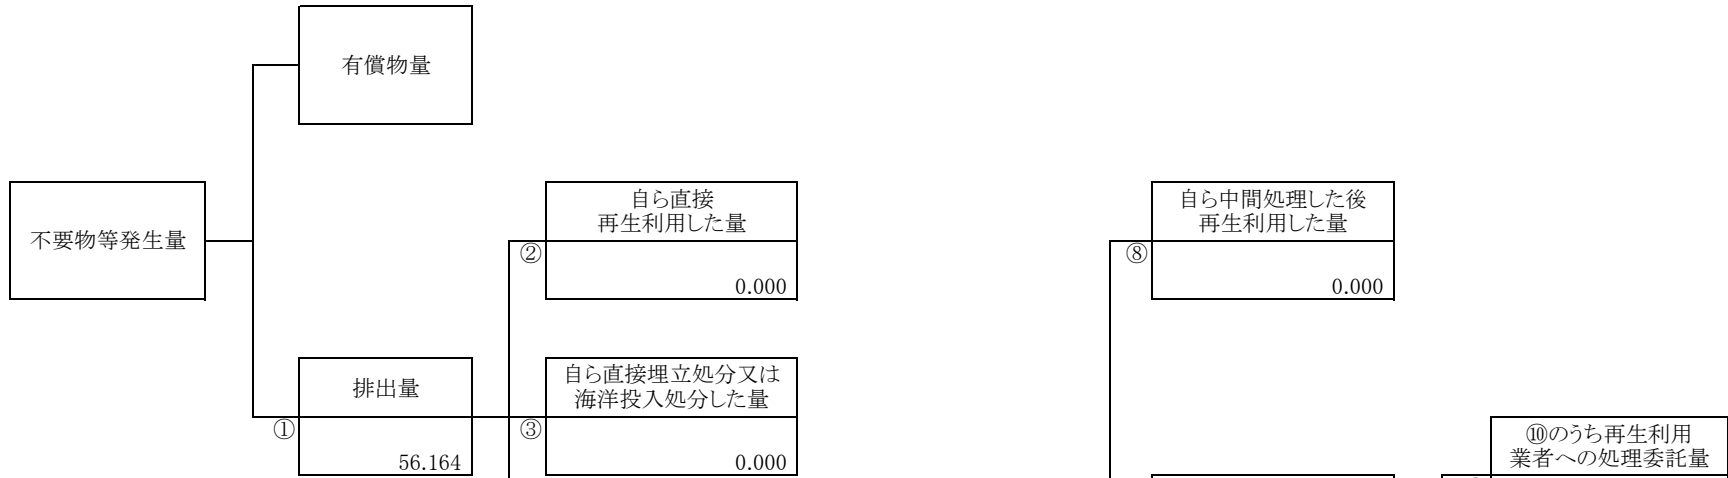 有償物量
不要物等発生量
自ら直接
再生利用した量
②
0.000
自ら中間処理した後
再生利用した量
⑧
0.000
排出量
①
56.164
自ら直接埋立処分又は
海洋投入処分した量
③
0.000
⑩のうち再生利用
業者への処理委託量